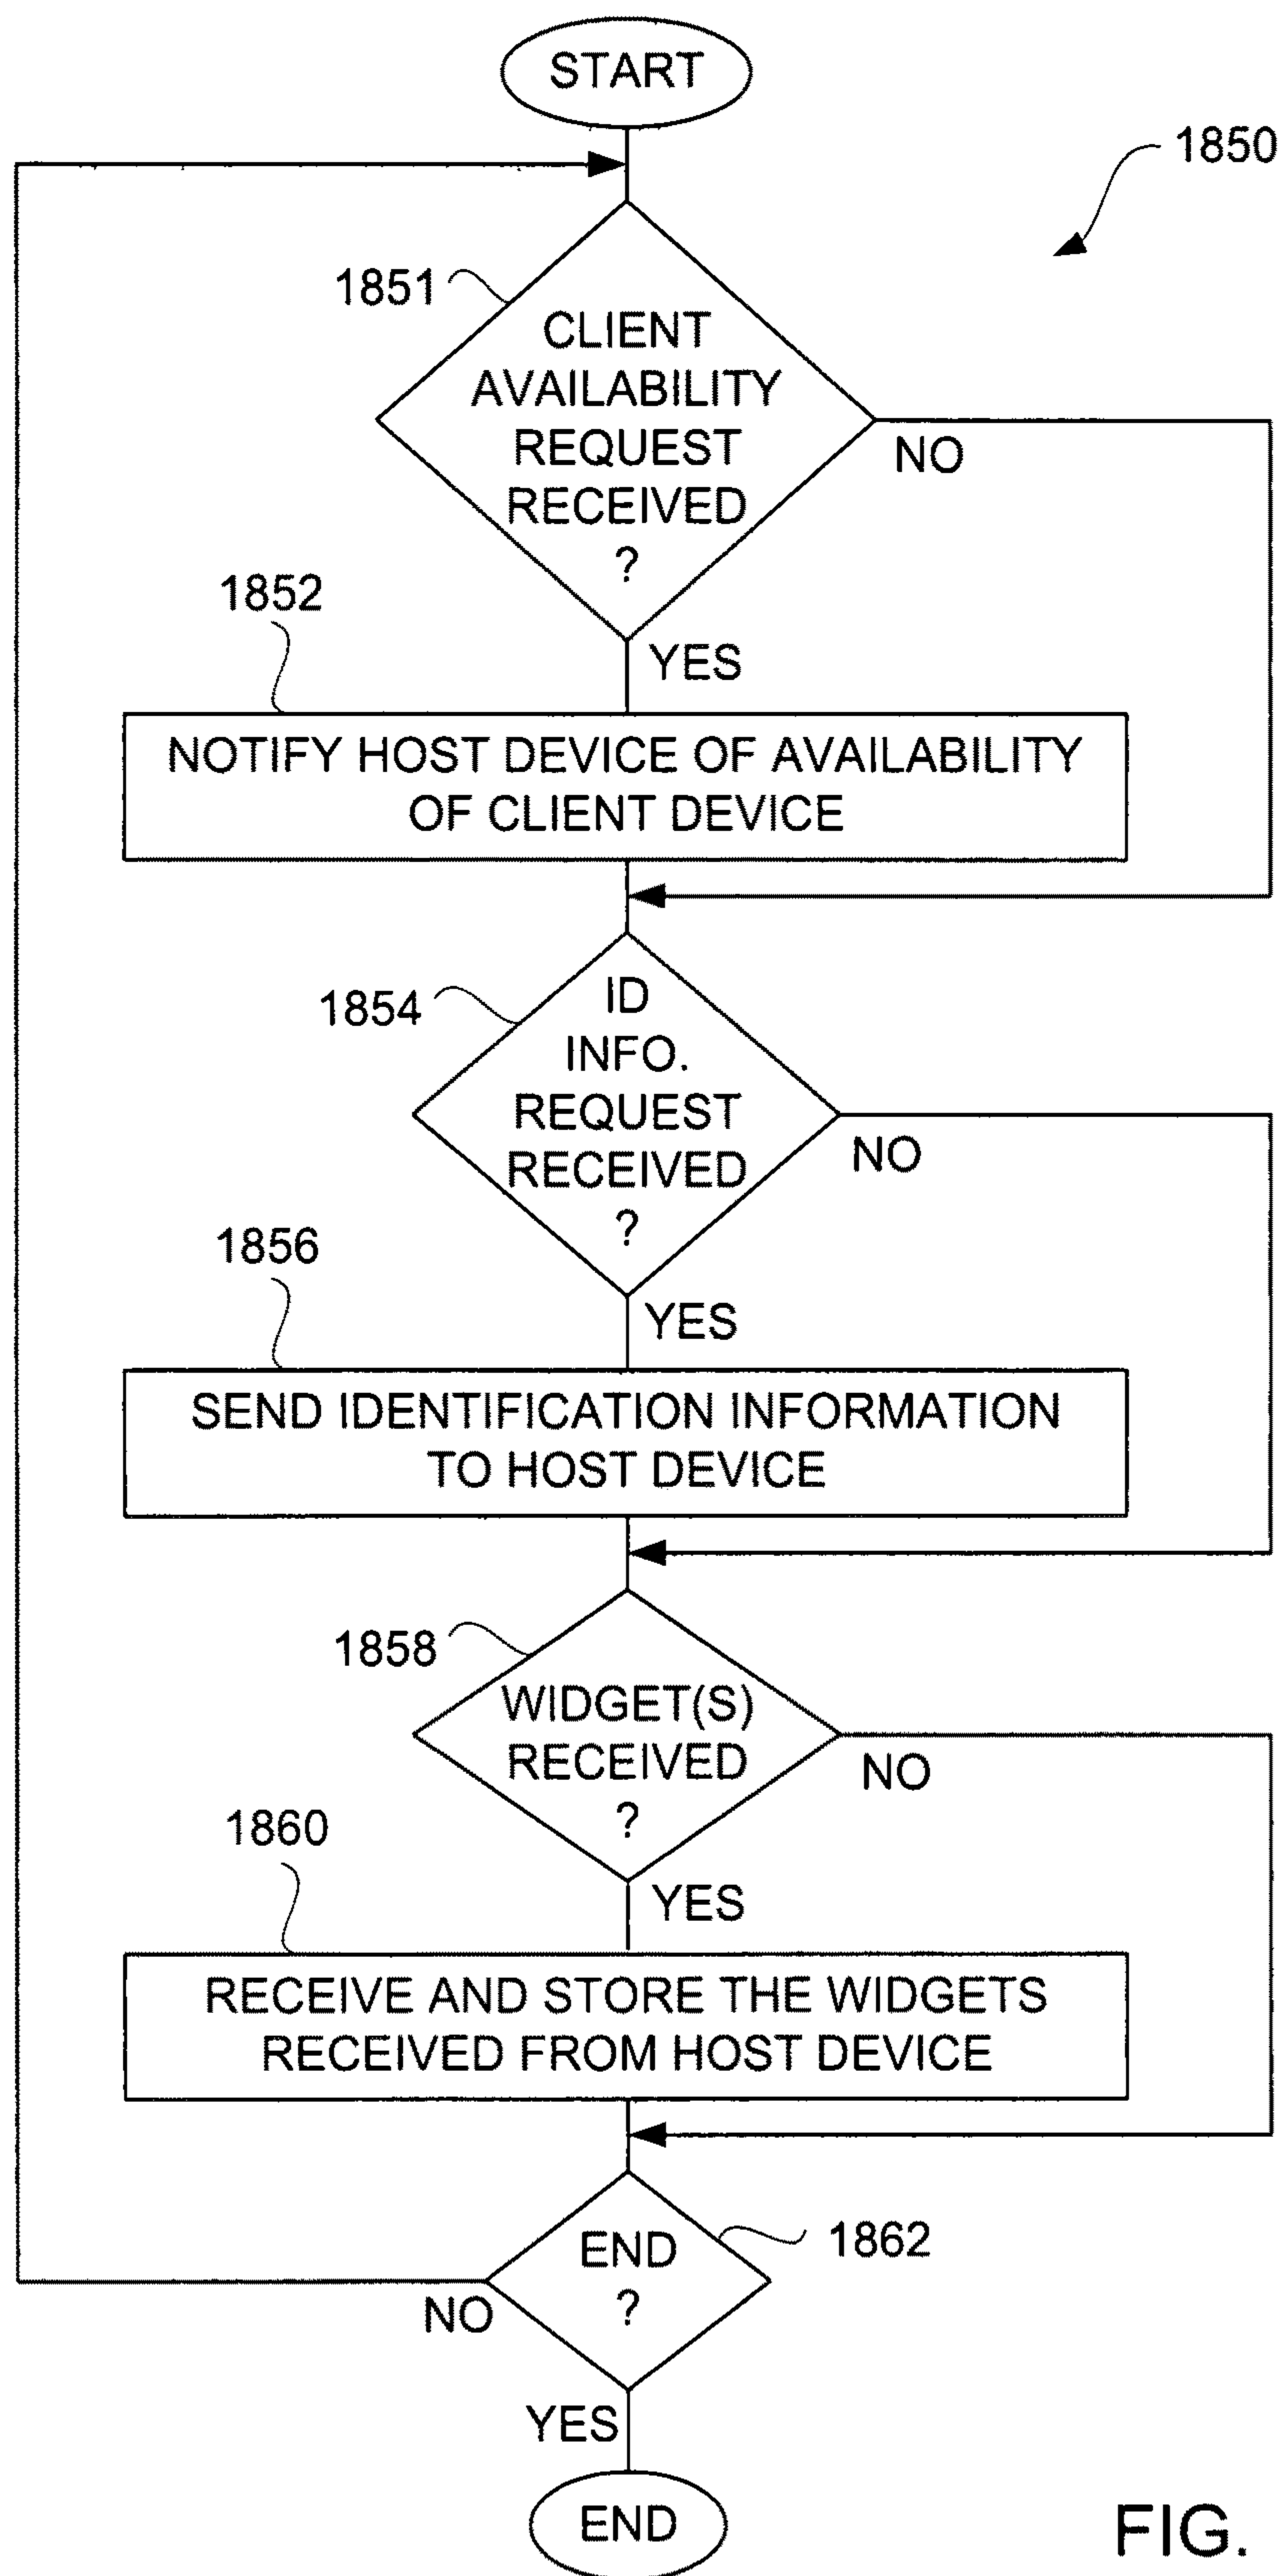 START
1850
1851
CLIENT
AVAILABILITY
REQUEST
RECEIVED
?
NO
1852
YES
NOTIFY HOST DEVICE OF AVAILABILITY
OF CLIENT DEVICE
1854
ID
INFO.
REQUEST
RECEIVED
?
NO
1856
YES
SEND IDENTIFICATION INFORMATION
TO HOST DEVICE
1858
WIDGET(S)
RECEIVED
?
NO
1860
YES
RECEIVE AND STORE THE WIDGETS
RECEIVED FROM HOST DEVICE
END
?
1862
NO
YES
END
FIG.